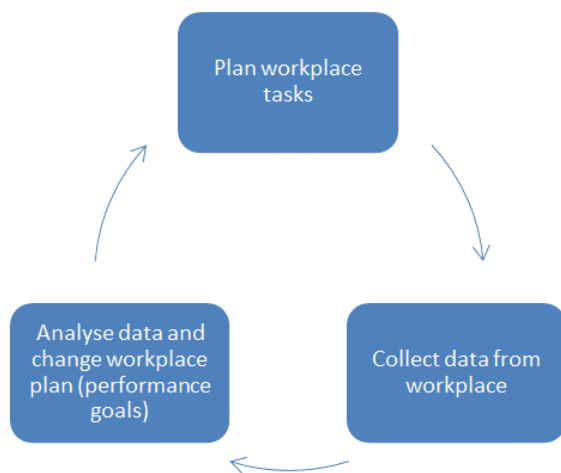 Plan workplace
tasks
Collect data from
workplace
Analyse data and
change workplace
plan (performance
goals)